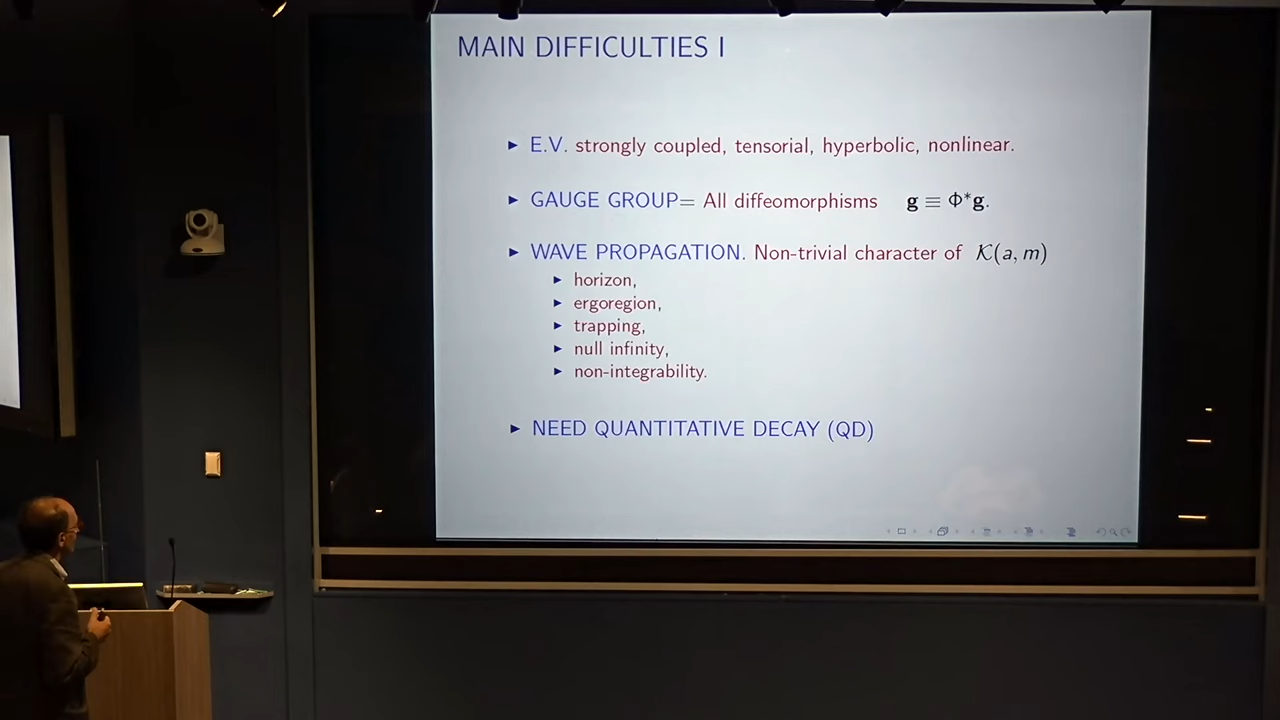 MAIN DIFFICULTIES I
▶ E.V. strongly coupled, tensorial, hyperbolic, nonlinear.
▶ GAUGE GROUP= All diffeomorphisms g ≡ Φ*g.
▶ WAVE PROPAGATION. Non-trivial character of 𝒦(a, m)
▶ horizon,
▶ ergoregion,
▶ trapping,
▶ null infinity,
▶ non-integrability.
▶ NEED QUANTITATIVE DECAY (QD)